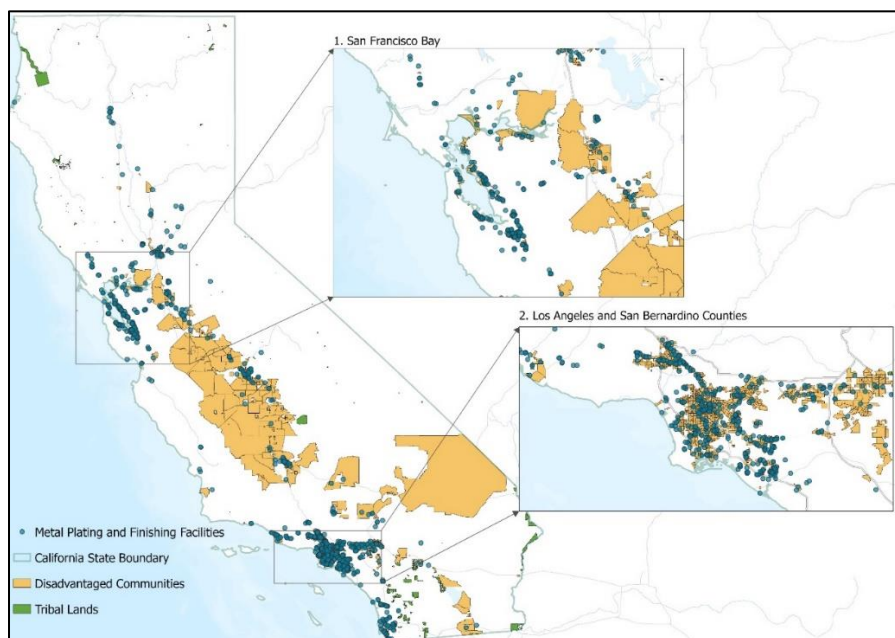 1. San Francisco Bay
2. Los Angeles and San Bernardino Counties
Metal Plating and Finishing Facilities
California State Boundary
Disadvantaged Communities
Tribal Lands